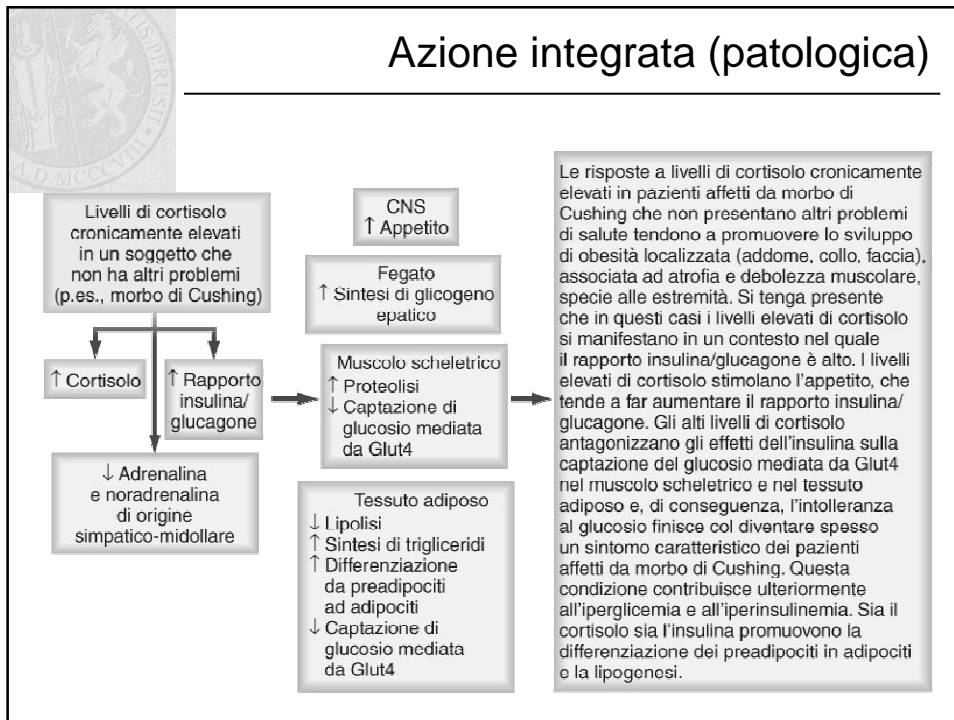 Azione integrata (patologica)
A.D. MCCCVIII
Livelli di cortisolo
cronicamente elevati
in un soggetto che
non ha altri problemi
(p.es., morbo di Cushing)
↑ Cortisolo
↑ Rapporto
insulina/
glucagone
↓ Adrenalina
e noradrenalina
di origine
simpatico-midollare
CNS
↑ Appetito
Fegato
↑ Sintesi di glicogeno
epatico
Muscolo scheletrico
↑ Proteolisi
↓ Captazione di
glucosio mediata
da Glut4
Tessuto adiposo
↓ Lipolisi
↑ Sintesi di trigliceridi
↑ Differenziazione
da preadipociti
ad adipociti
↓ Captazione di
glucosio mediata
da Glut4
Le risposte a livelli di cortisolo cronicamente
elevati in pazienti affetti da morbo di
Cushing che non presentano altri problemi
di salute tendono a promuovere lo sviluppo
di obesità localizzata (addome, collo, faccia),
associata ad atrofia e debolezza muscolare,
specie alle estremità. Si tenga presente
che in questi casi i livelli elevati di cortisolo
si manifestano in un contesto nel quale
il rapporto insulina/glucagone è alto. I livelli
elevati di cortisolo stimolano l'appetito, che
tende a far aumentare il rapporto insulina/
glucagone. Gli alti livelli di cortisolo
antagonizzano gli effetti dell'insulina sulla
captazione del glucosio mediata da Glut4
nel muscolo scheletrico e nel tessuto
adiposo e, di conseguenza, l'intolleranza
al glucosio finisce col diventare spesso
un sintomo caratteristico dei pazienti
affetti da morbo di Cushing. Questa
condizione contribuisce ulteriormente
all'iperglicemia e all'iperinsulinemia. Sia il
cortisolo sia l'insulina promuovono la
differenziazione dei preadipociti in adipociti
e la lipogenesi.